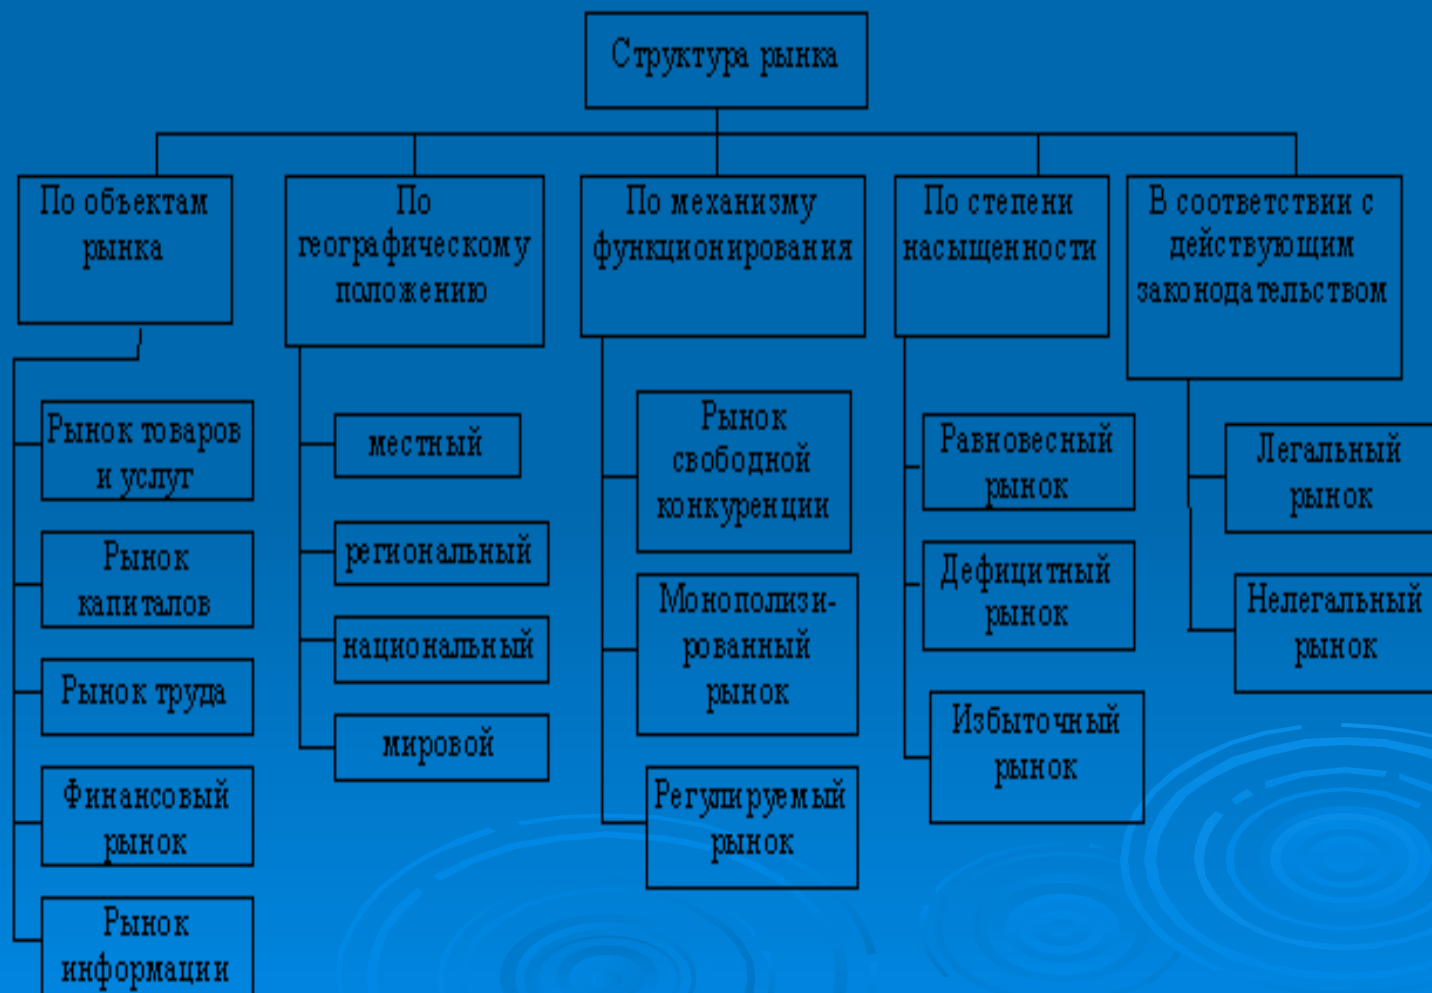 Структура рынка
По объектам
рынка
Рынок товаров
и услуг
Рынок
капиталов
Рынок труда
Финансовый
рынок
Рынок
информации
По
географическому
положению
местный
региональный
национальный
мировой
По механизму
функционирования
Рынок
свободной
конкуренции
Монополизи-
рованный
рынок
Регулируемый
рынок
По степени
насыщенности
Равновесный
рынок
Дефицитный
рынок
Избыточный
рынок
В соответствии с
действующим
законодательством
Легальный
рынок
Нелегальный
рынок